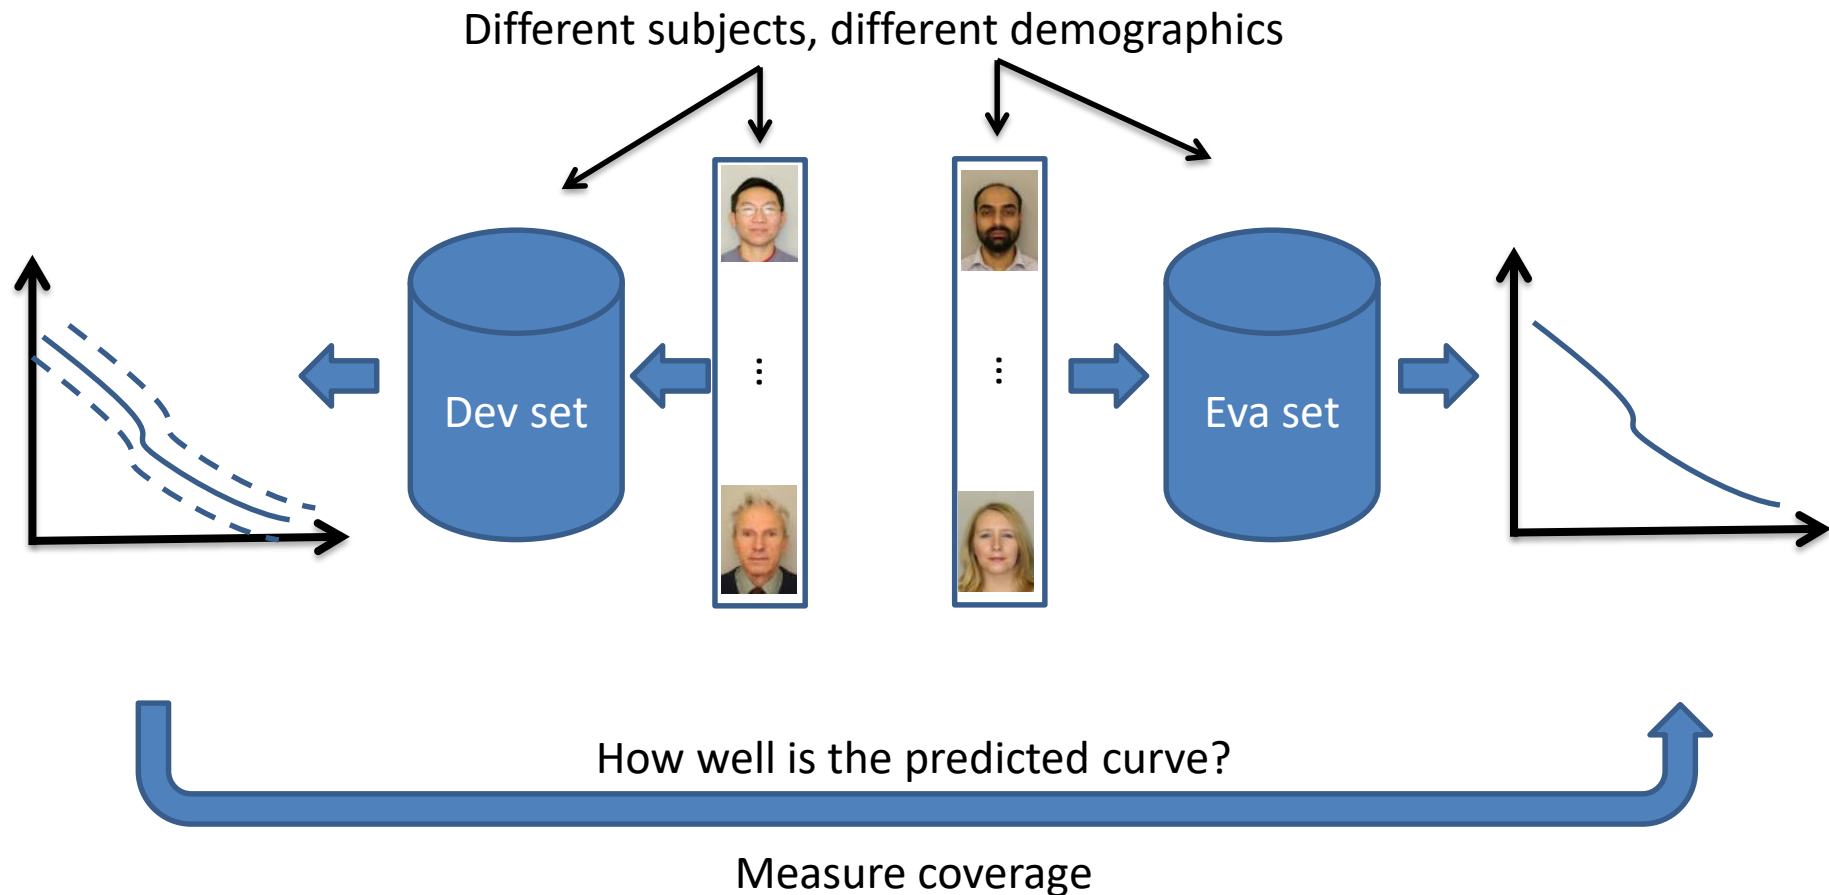 Different subjects, different demographics
...
...
Dev set
Eva set
How well is the predicted curve?
Measure coverage